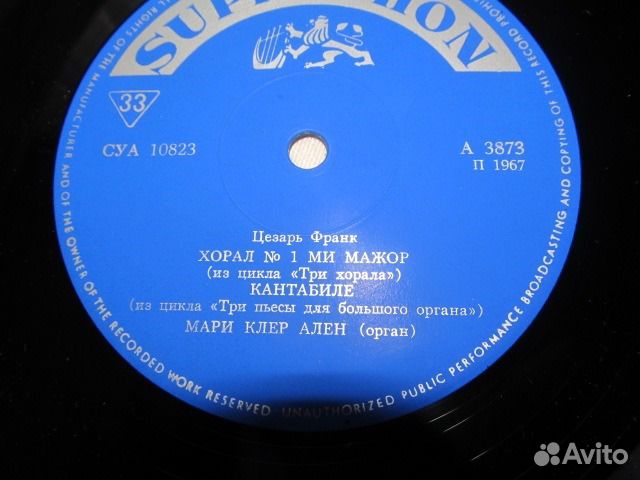 SUPRAPHON
33
СУА 10823
А 3873
П 1967
Цезарь Франк
ХОРАЛ № 1 МИ МАЖОР
(из цикла «Три хорала»)
КАНТАБИЛЕ
(из цикла «Три пьесы для большого органа»)
МАРИ КЛЕР АЛЕН (орган)
ALL RIGHTS OF THE MANUFACTURER AND OF THE OWNER OF THE RECORDED WORK RESERVED UNAUTHORIZED PUBLIC PERFORMANCE BROADCASTING AND COPYING OF THIS RECORD PROHIBITED
Avito